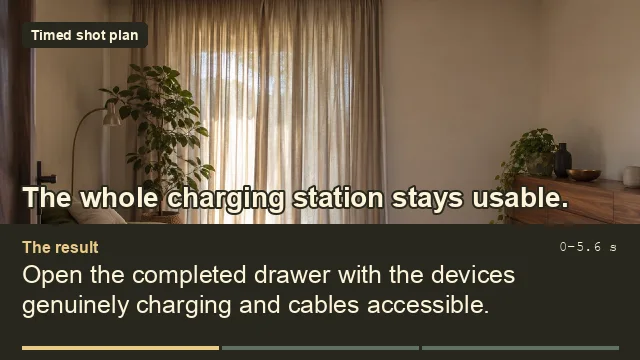 Timed shot plan
The whole charging station stays usable.
The result
0–5.6 s
Open the completed drawer with the devices
genuinely charging and cables accessible.